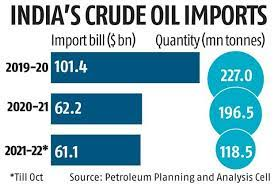 INDIA'S CRUDE OIL IMPORTS
Import bill ($ bn) Quantity (mn tonnes)
2019-20 101.4 227.0
2020-21 62.2 196.5
2021-22* 61.1 118.5
*Till Oct Source: Petroleum Planning and Analysis Cell